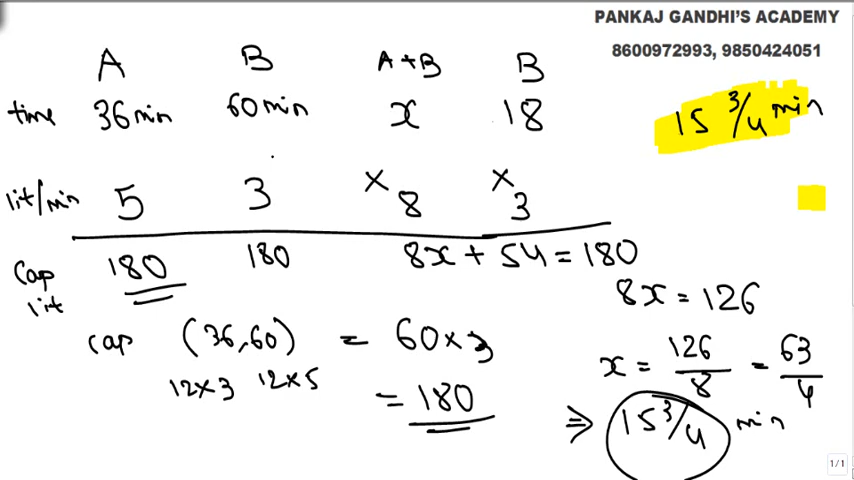 PANKAJ GANDHI'S ACADEMY
8600972993, 9850424051
A B A+B B
time 36min 60min x 18
15 3/4 min
lit/min 5 3 × 8 × 3
cap lit 180 180 8x + 54 = 180
8x = 126
cap (36,60) = 60×3
12×3 12×5
= 180
x = 126/8 = 63/4
⇒ 15 3/4 min
1/1